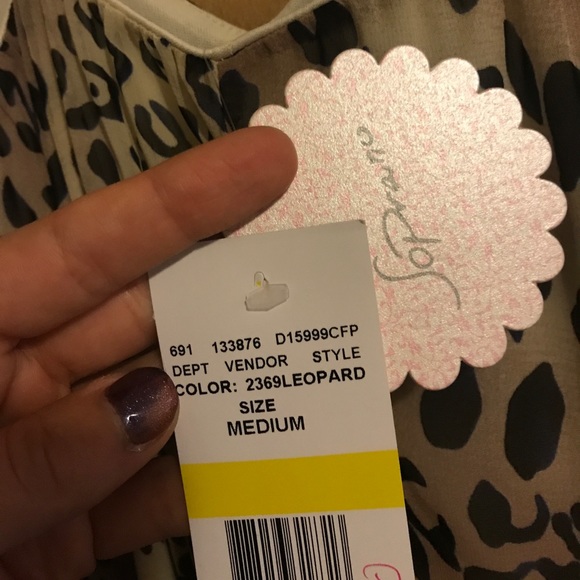 Soprano
691 133876 D15999CFP
DEPT VENDOR STYLE
COLOR: 2369LEOPARD
SIZE
MEDIUM